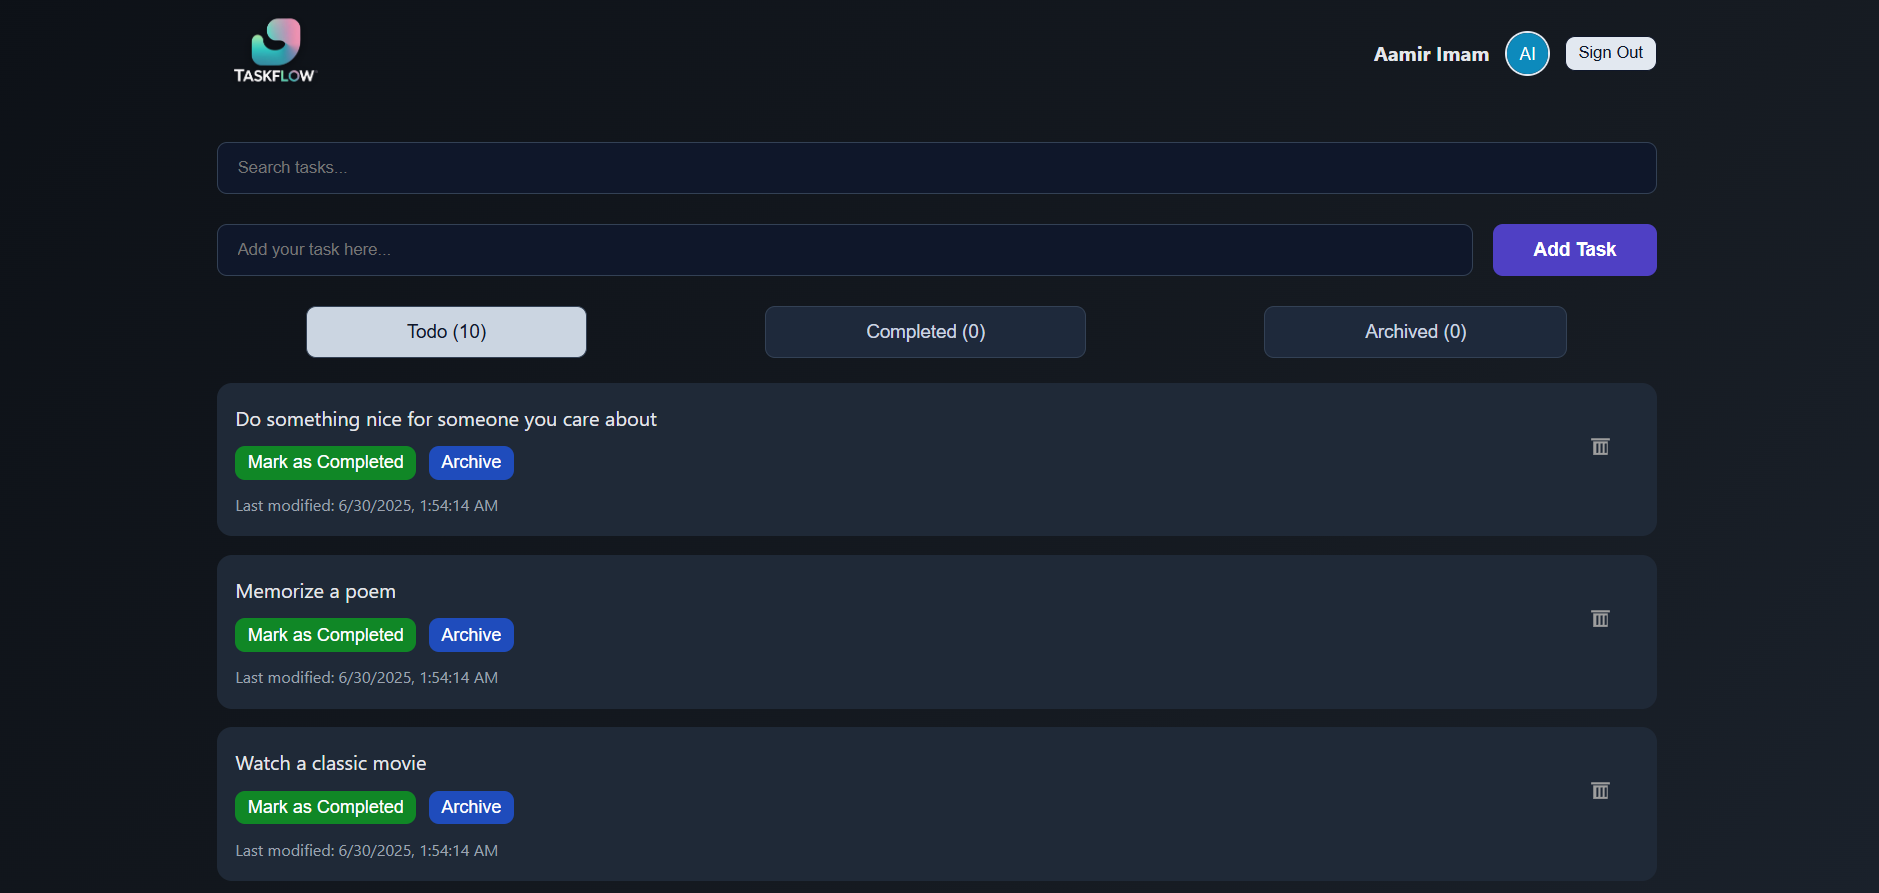 TASKFLOW
Aamir Imam
AI
Sign Out
Search tasks...
Add your task here...
Add Task
Todo (10)
Completed (0)
Archived (0)
Do something nice for someone you care about
Mark as Completed
Archive
Last modified: 6/30/2025, 1:54:14 AM
Memorize a poem
Mark as Completed
Archive
Last modified: 6/30/2025, 1:54:14 AM
Watch a classic movie
Mark as Completed
Archive
Last modified: 6/30/2025, 1:54:14 AM